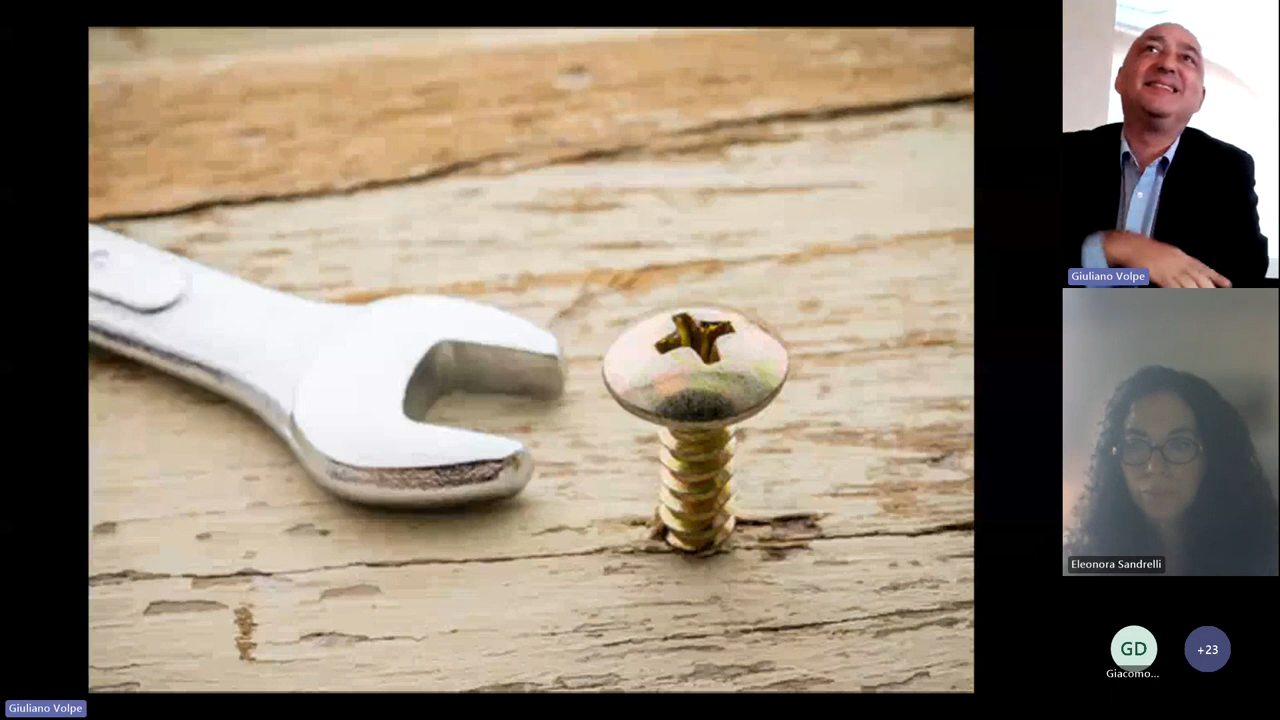 Giuliano Volpe
Eleonora Sandrelli
GD
+23
Giacomo...
Giuliano Volpe